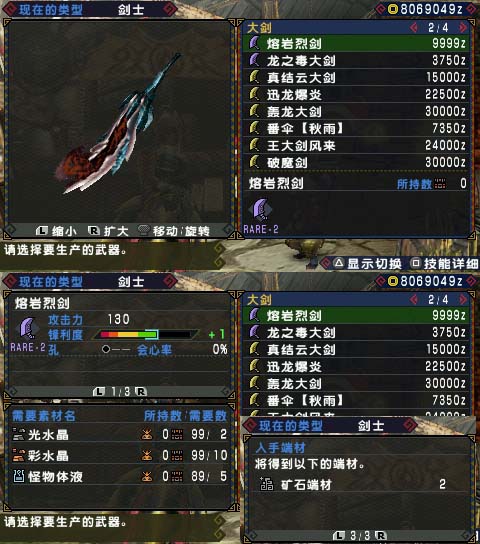 现在的类型 剑士
8069049z
大剑 2/4
熔岩烈剑 9999z
龙之毒大剑 3750z
真结云大剑 15000z
迅龙爆炎 22500z
轰龙大剑 30000z
番伞【秋雨】 7350z
王大剑风来 24000z
破魔剑 30000z
熔岩烈剑 所持数 0
RARE-2
L 缩小 R 扩大 移动/旋转
请选择要生产的武器。
△显示切换 □技能详细
现在的类型 剑士
8069049z
熔岩烈剑
RARE-2
攻击力 130
锋利度 +1
孔 ●—— 会心率 0%
L 1/3 R
大剑 2/4
熔岩烈剑 9999z
龙之毒大剑 3750z
真结云大剑 15000z
迅龙爆炎 22500z
轰龙大剑 30000z
番伞【秋雨】 7350z
需要素材名 所持数/需要数
光水晶 0 99/ 2
彩水晶 0 99/10
怪物体液 0 89/ 5
请选择要生产的武器。
现在的类型 剑士
入手端材
将得到以下的端材。
矿石端材 2
L 3/3 R